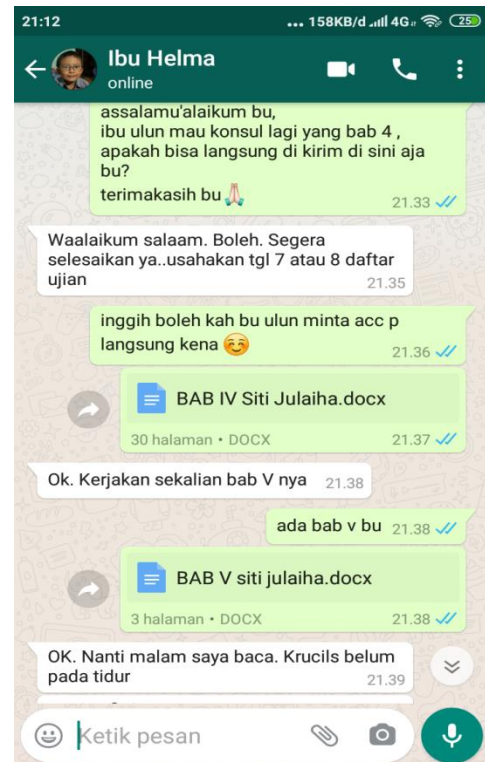 21:12
... 158KB/d 4G 25
Ibu Helma
online
assalamu'alaikum bu,
ibu ulun mau konsul lagi yang bab 4 ,
apakah bisa langsung di kirim di sini aja
bu?
terimakasih bu🙏 21.33
Waalaikum salaam. Boleh. Segera
selesaikan ya..usahakan tgl 7 atau 8 daftar
ujian 21.35
inggih boleh kah bu ulun minta acc p
langsung kena ☺️ 21.36
BAB IV Siti Julaiha.docx
30 halaman • DOCX 21.37
Ok. Kerjakan sekalian bab V nya 21.38
ada bab v bu 21.38
BAB V siti julaiha.docx
3 halaman • DOCX 21.38
OK. Nanti malam saya baca. Krucils belum
pada tidur 21.39
Ketik pesan